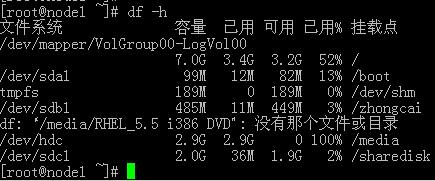 [root@node1 ~]# df -h
文件系统 容量 已用 可用 已用% 挂载点
/dev/mapper/VolGroup00-LogVol00
7.0G 3.4G 3.2G 52% /
/dev/sda1 99M 12M 82M 13% /boot
tmpfs 189M 0 189M 0% /dev/shm
/dev/sdb1 485M 11M 449M 3% /zhongcai
df: “/media/RHEL_5.5 i386 DVD”: 没有那个文件或目录
/dev/hdc 2.9G 2.9G 0 100% /media
/dev/sdc1 2.0G 36M 1.9G 2% /sharedisk
[root@node1 ~]#